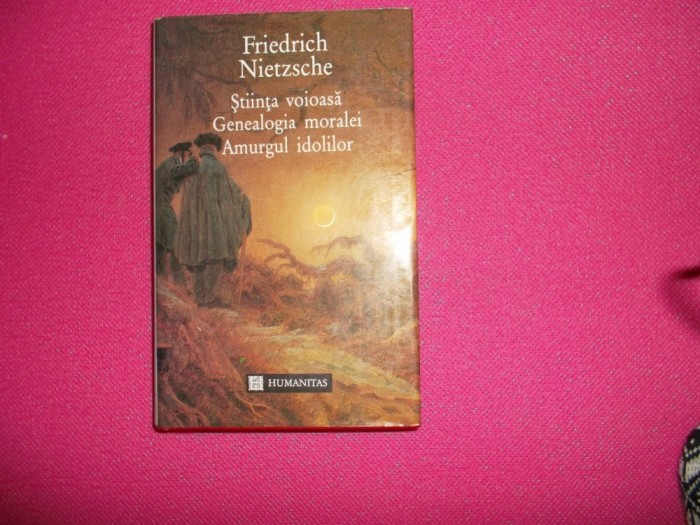 Friedrich
Nietzsche
Ştiinţa voioasă
Genealogia moralei
Amurgul idolilor
HUMANITAS